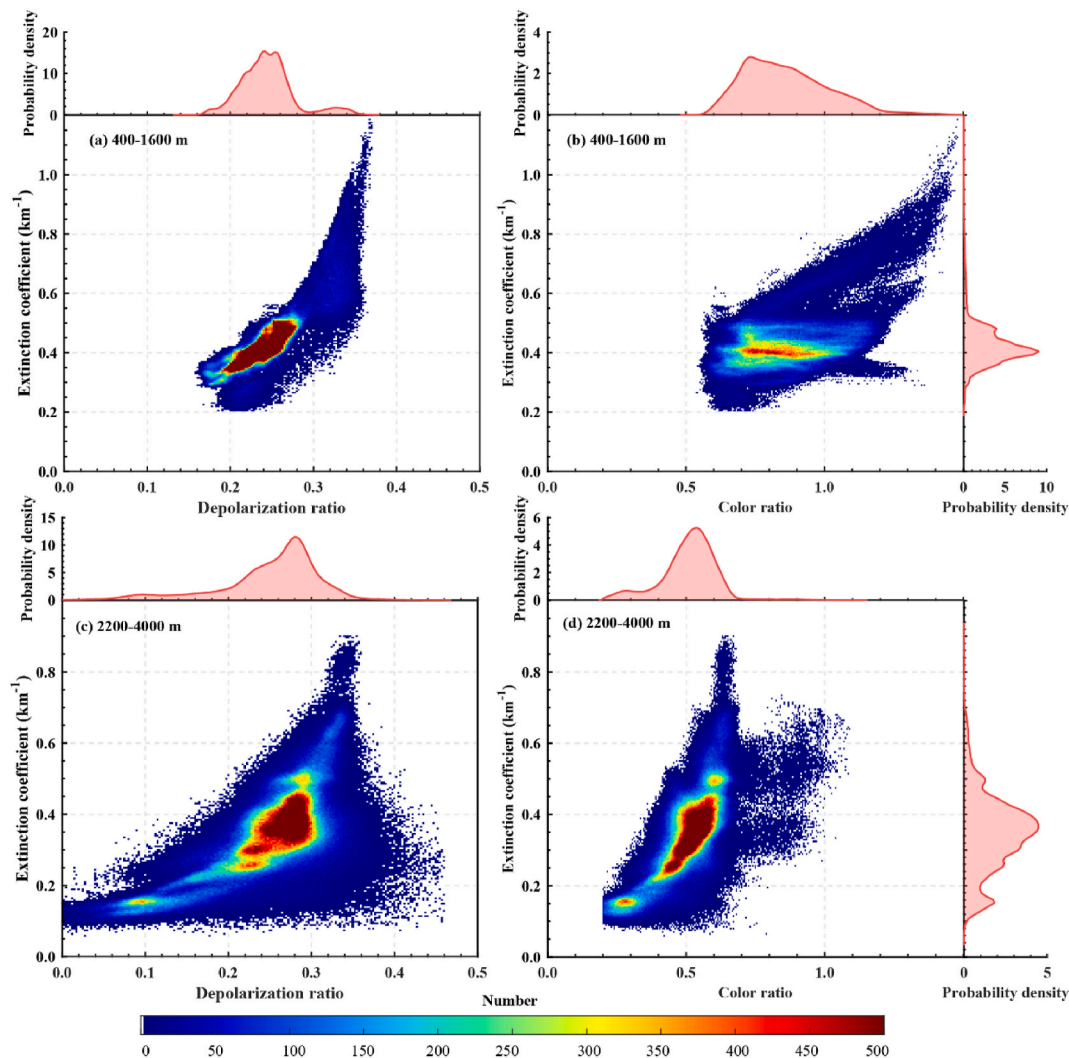 Probability density
20
10
0
Probability density
4
2
0
(a) 400-1600 m
(b) 400-1600 m
Extinction coefficient (km⁻¹)
1.0
0.8
0.6
0.4
0.2
0.0
Extinction coefficient (km⁻¹)
1.0
0.8
0.6
0.4
0.2
0.0
0.0 0.1 0.2 0.3 0.4 0.5
0.0 0.5 1.0
0 5 10
Depolarization ratio
Color ratio
Probability density
Probability density
15
10
5
0
Probability density
6
4
2
0
(c) 2200-4000 m
(d) 2200-4000 m
Extinction coefficient (km⁻¹)
0.8
0.6
0.4
0.2
0.0
Extinction coefficient (km⁻¹)
0.8
0.6
0.4
0.2
0.0
0.0 0.1 0.2 0.3 0.4 0.5
0.0 0.5 1.0
0 5
Depolarization ratio
Color ratio
Probability density
Number
0 50 100 150 200 250 300 350 400 450 500